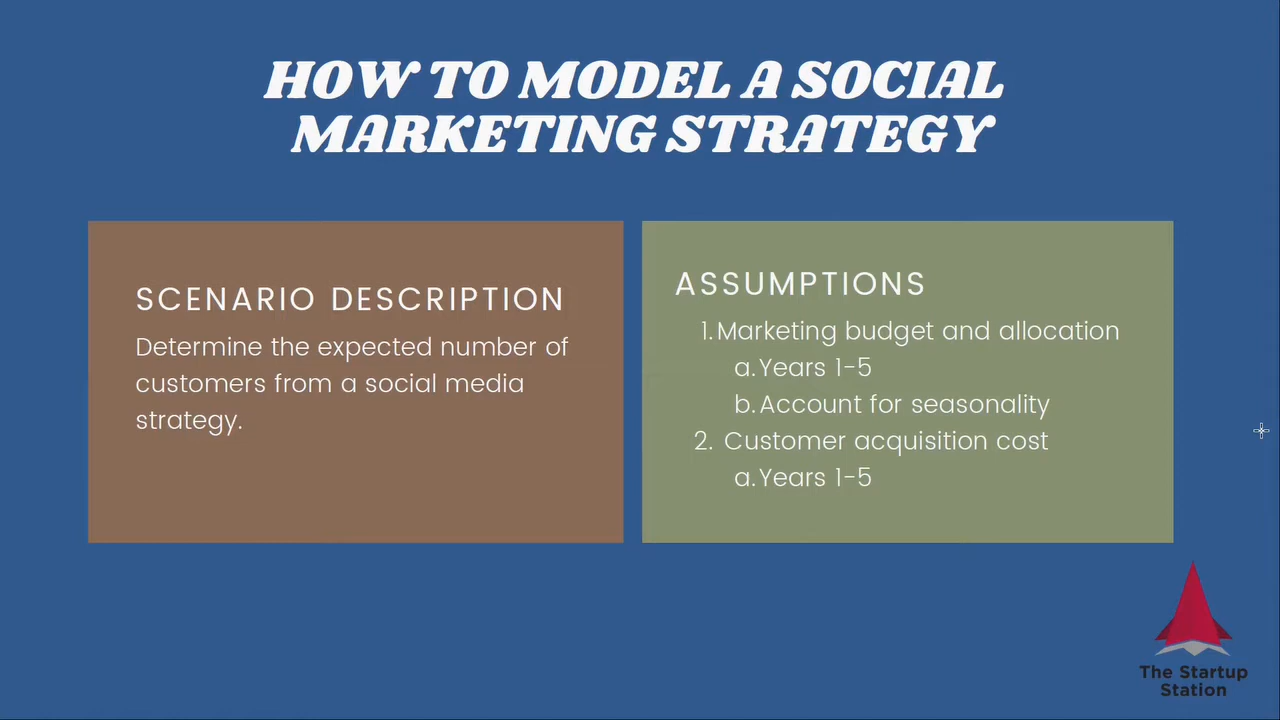 HOW TO MODEL A SOCIAL
MARKETING STRATEGY
SCENARIO DESCRIPTION
Determine the expected number of
customers from a social media
strategy.
ASSUMPTIONS
1. Marketing budget and allocation
a. Years 1-5
b. Account for seasonality
2. Customer acquisition cost
a. Years 1-5
The Startup
Station